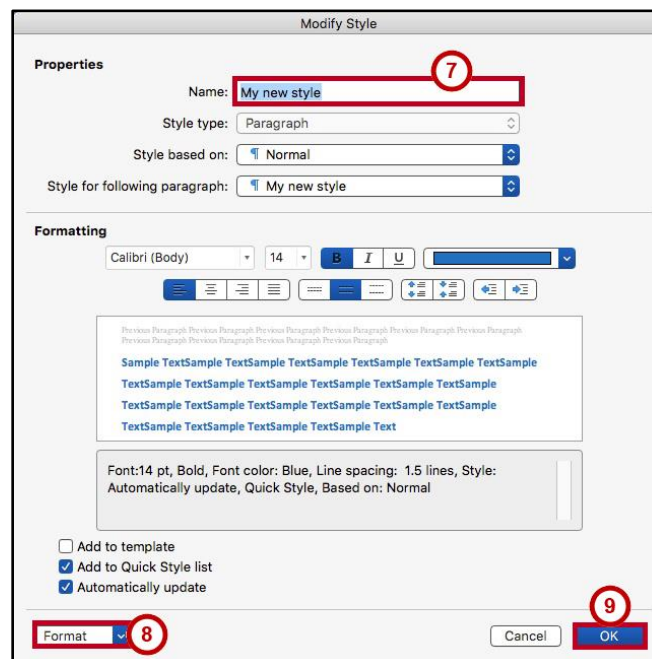 Modify Style
Properties
7
Name: My new style
Style type: Paragraph
Style based on: ¶ Normal
Style for following paragraph: ¶ My new style
Formatting
Calibri (Body) 14 B I U
Previous Paragraph Previous Paragraph Previous Paragraph Previous Paragraph Previous Paragraph Previous Paragraph
Previous Paragraph Previous Paragraph Previous Paragraph Previous Paragraph
Sample TextSample TextSample TextSample TextSample TextSample TextSample
TextSample TextSample TextSample TextSample TextSample TextSample
TextSample TextSample TextSample TextSample TextSample TextSample
TextSample TextSample TextSample TextSample Text
Font:14 pt, Bold, Font color: Blue, Line spacing: 1.5 lines, Style:
Automatically update, Quick Style, Based on: Normal
Add to template
Add to Quick Style list
Automatically update
9
Format 8 Cancel OK